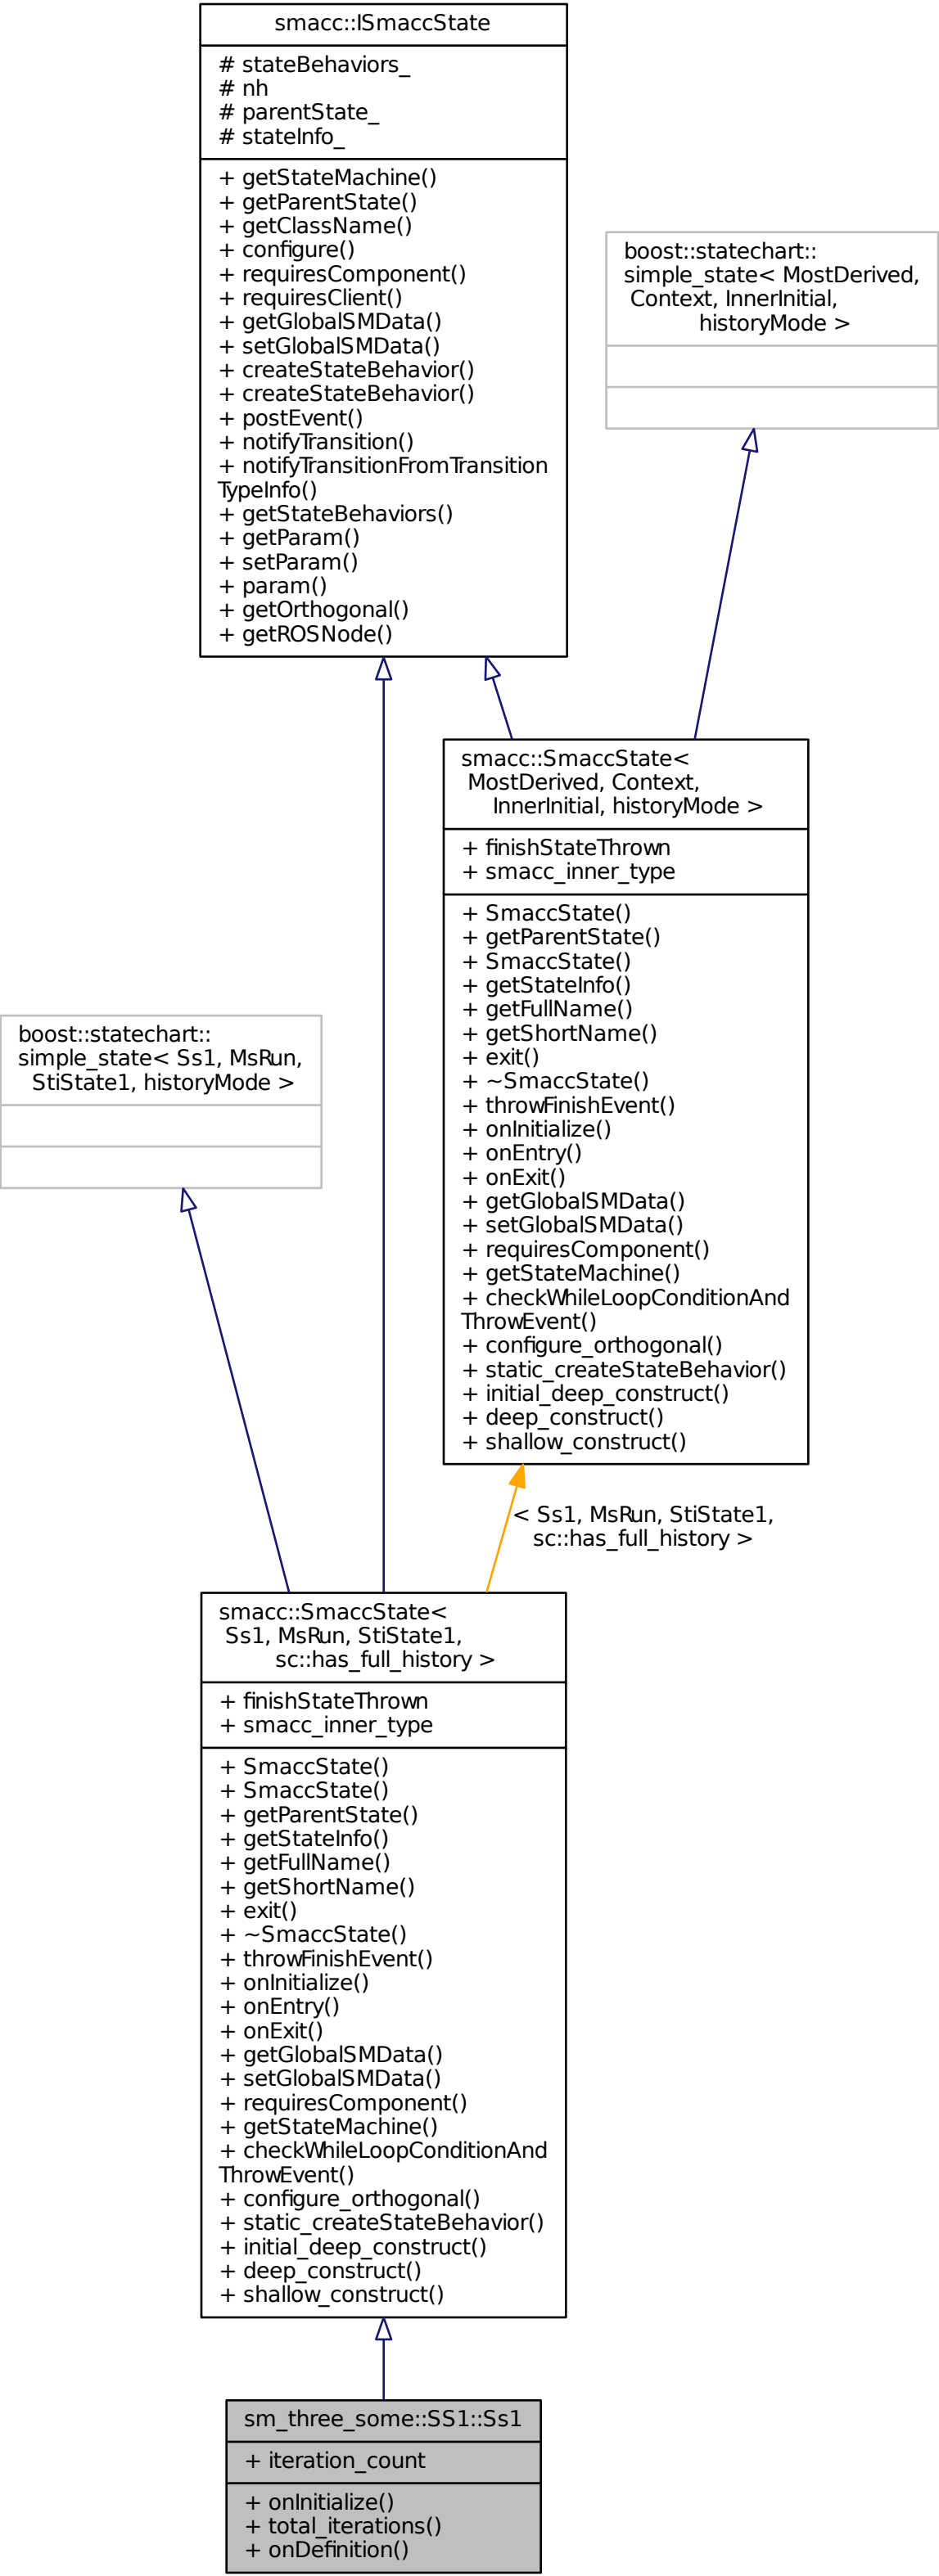 smacc::ISmaccState
# stateBehaviors_
# nh
# parentState_
# stateInfo_
+ getStateMachine()
+ getParentState()
+ getClassName()
+ configure()
+ requiresComponent()
+ requiresClient()
+ getGlobalSMData()
+ setGlobalSMData()
+ createStateBehavior()
+ createStateBehavior()
+ postEvent()
+ notifyTransition()
+ notifyTransitionFromTransition
TypeInfo()
+ getStateBehaviors()
+ getParam()
+ setParam()
+ param()
+ getOrthogonal()
+ getROSNode()
boost::statechart::
simple_state< MostDerived,
Context, InnerInitial,
historyMode >
smacc::SmaccState<
MostDerived, Context,
InnerInitial, historyMode >
+ finishStateThrown
+ smacc_inner_type
+ SmaccState()
+ getParentState()
+ SmaccState()
+ getStateInfo()
+ getFullName()
+ getShortName()
+ exit()
+ ~SmaccState()
+ throwFinishEvent()
+ onInitialize()
+ onEntry()
+ onExit()
+ getGlobalSMData()
+ setGlobalSMData()
+ requiresComponent()
+ getStateMachine()
+ checkWhileLoopConditionAnd
ThrowEvent()
+ configure_orthogonal()
+ static_createStateBehavior()
+ initial_deep_construct()
+ deep_construct()
+ shallow_construct()
boost::statechart::
simple_state< Ss1, MsRun,
StiState1, historyMode >
< Ss1, MsRun, StiState1,
sc::has_full_history >
smacc::SmaccState<
Ss1, MsRun, StiState1,
sc::has_full_history >
+ finishStateThrown
+ smacc_inner_type
+ SmaccState()
+ SmaccState()
+ getParentState()
+ getStateInfo()
+ getFullName()
+ getShortName()
+ exit()
+ ~SmaccState()
+ throwFinishEvent()
+ onInitialize()
+ onEntry()
+ onExit()
+ getGlobalSMData()
+ setGlobalSMData()
+ requiresComponent()
+ getStateMachine()
+ checkWhileLoopConditionAnd
ThrowEvent()
+ configure_orthogonal()
+ static_createStateBehavior()
+ initial_deep_construct()
+ deep_construct()
+ shallow_construct()
sm_three_some::SS1::Ss1
+ iteration_count
+ onInitialize()
+ total_iterations()
+ onDefinition()